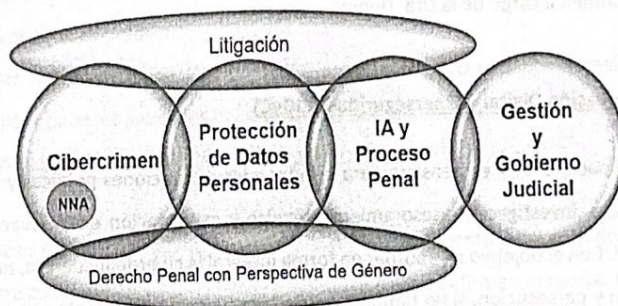 Litigación
Cibercrimen
NNA
Protección
de Datos
Personales
IA y
Proceso
Penal
Gestión
y
Gobierno
Judicial
Derecho Penal con Perspectiva de Género